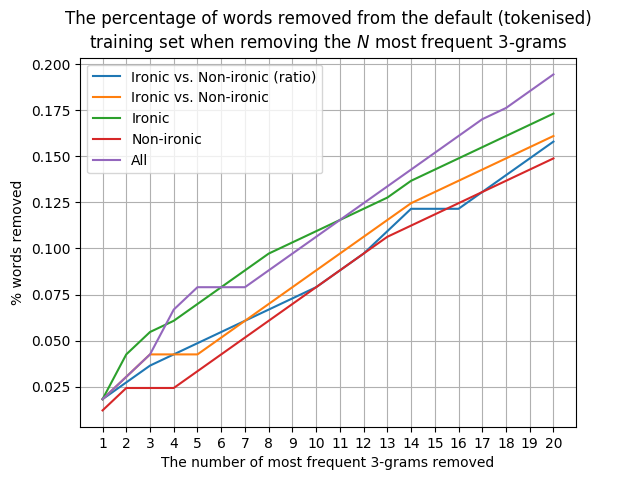 The percentage of words removed from the default (tokenised)
training set when removing the N most frequent 3-grams
0.200
0.175
0.150
0.125
0.100
0.075
0.050
0.025
% words removed
Ironic vs. Non-ironic (ratio)
Ironic vs. Non-ironic
Ironic
Non-ironic
All
1 2 3 4 5 6 7 8 9 10 11 12 13 14 15 16 17 18 19 20
The number of most frequent 3-grams removed